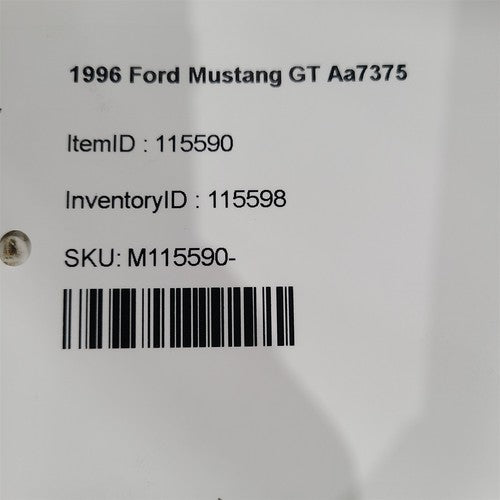 1996 Ford Mustang GT Aa7375
ItemID : 115590
InventoryID : 115598
SKU: M115590-